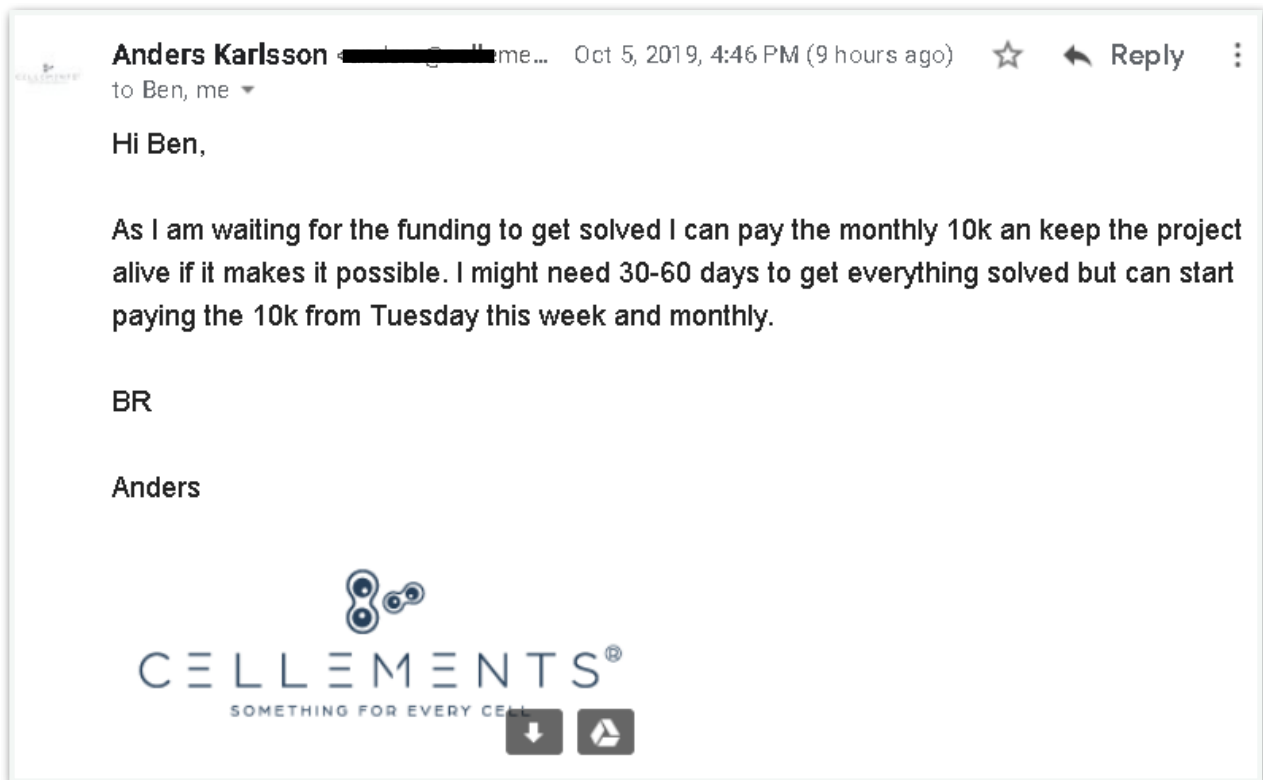 Anders Karlsson me... Oct 5, 2019, 4:46 PM (9 hours ago) Reply
to Ben, me
Hi Ben,
As I am waiting for the funding to get solved I can pay the monthly 10k an keep the project
alive if it makes it possible. I might need 30-60 days to get everything solved but can start
paying the 10k from Tuesday this week and monthly.
BR
Anders
CELLEMENTS®
SOMETHING FOR EVERY CELL